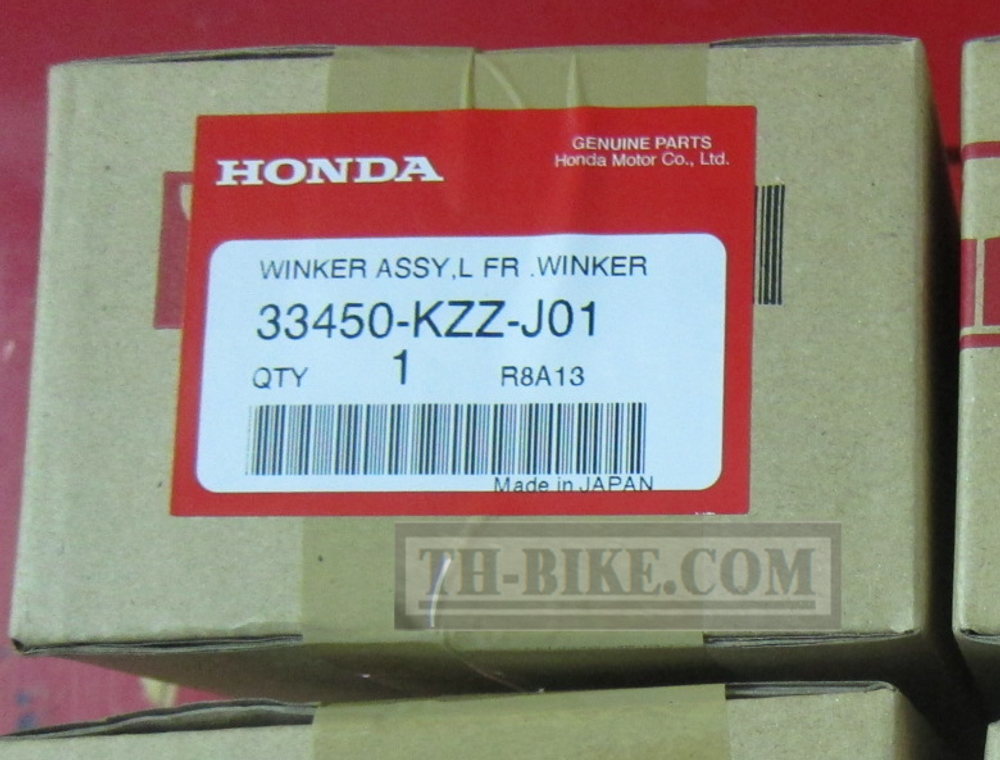 HONDA
GENUINE PARTS
Honda Motor Co., Ltd.
WINKER ASSY,L FR .WINKER
33450-KZZ-J01
QTY 1 R8A13
Made in JAPAN
TH-BIKE.COM